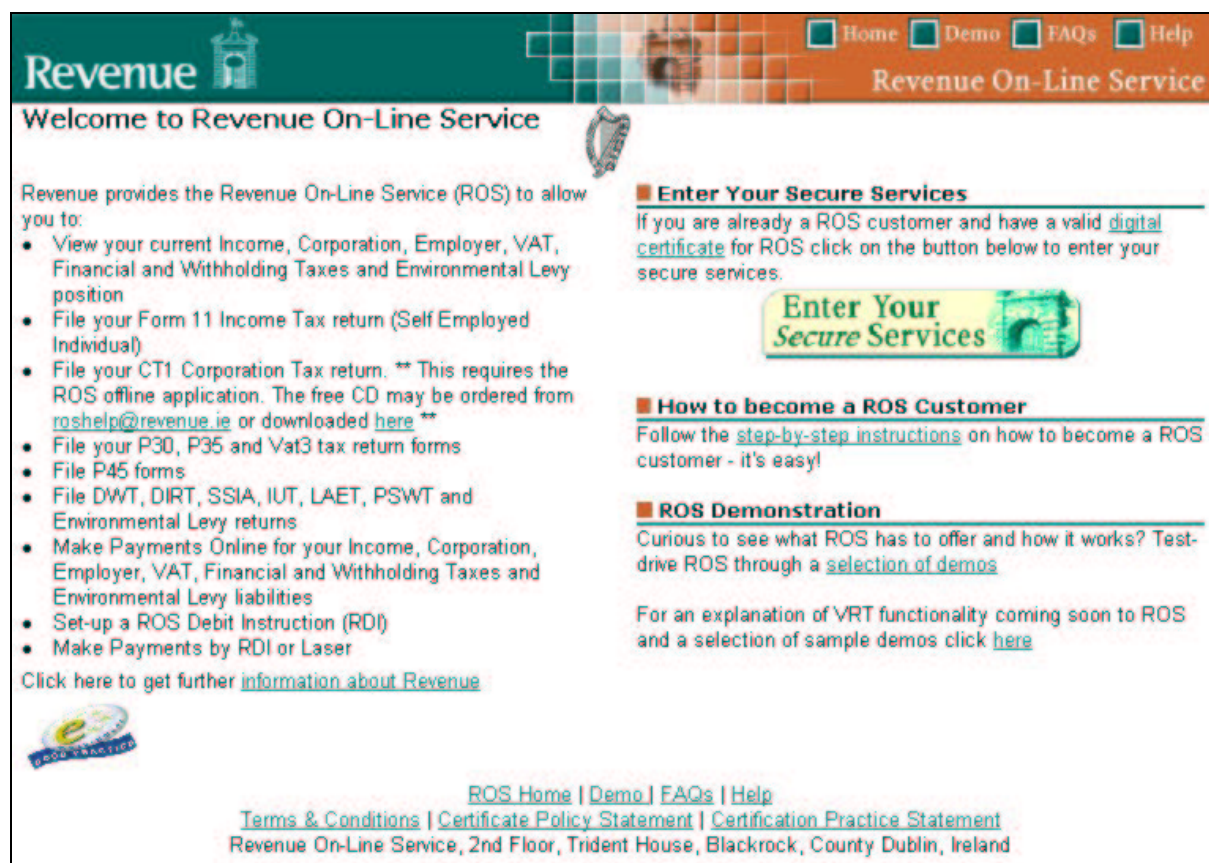 Home Demo FAQs Help
Revenue
Revenue On-Line Service
Welcome to Revenue On-Line Service
Revenue provides the Revenue On-Line Service (ROS) to allow
you to:
• View your current Income, Corporation, Employer, VAT,
Financial and Withholding Taxes and Environmental Levy
position
• File your Form 11 Income Tax return (Self Employed
Individual)
• File your CT1 Corporation Tax return. ** This requires the
ROS offline application. The free CD may be ordered from
roshelp@revenue.ie or downloaded here **
• File your P30, P35 and Vat3 tax return forms
• File P45 forms
• File DWT, DIRT, SSIA, IUT, LAET, PSWT and
Environmental Levy returns
• Make Payments Online for your Income, Corporation,
Employer, VAT, Financial and Withholding Taxes and
Environmental Levy liabilities
• Set-up a ROS Debit Instruction (RDI)
• Make Payments by RDI or Laser
Click here to get further information about Revenue
Enter Your Secure Services
If you are already a ROS customer and have a valid digital
certificate for ROS click on the button below to enter your
secure services.
Enter Your
Secure Services
How to become a ROS Customer
Follow the step-by-step instructions on how to become a ROS
customer - it's easy!
ROS Demonstration
Curious to see what ROS has to offer and how it works? Test-
drive ROS through a selection of demos
For an explanation of VRT functionality coming soon to ROS
and a selection of sample demos click here
GOOD PRACTICE
ROS Home | Demo | FAQs | Help
Terms & Conditions | Certificate Policy Statement | Certification Practice Statement
Revenue On-Line Service, 2nd Floor, Trident House, Blackrock, County Dublin, Ireland